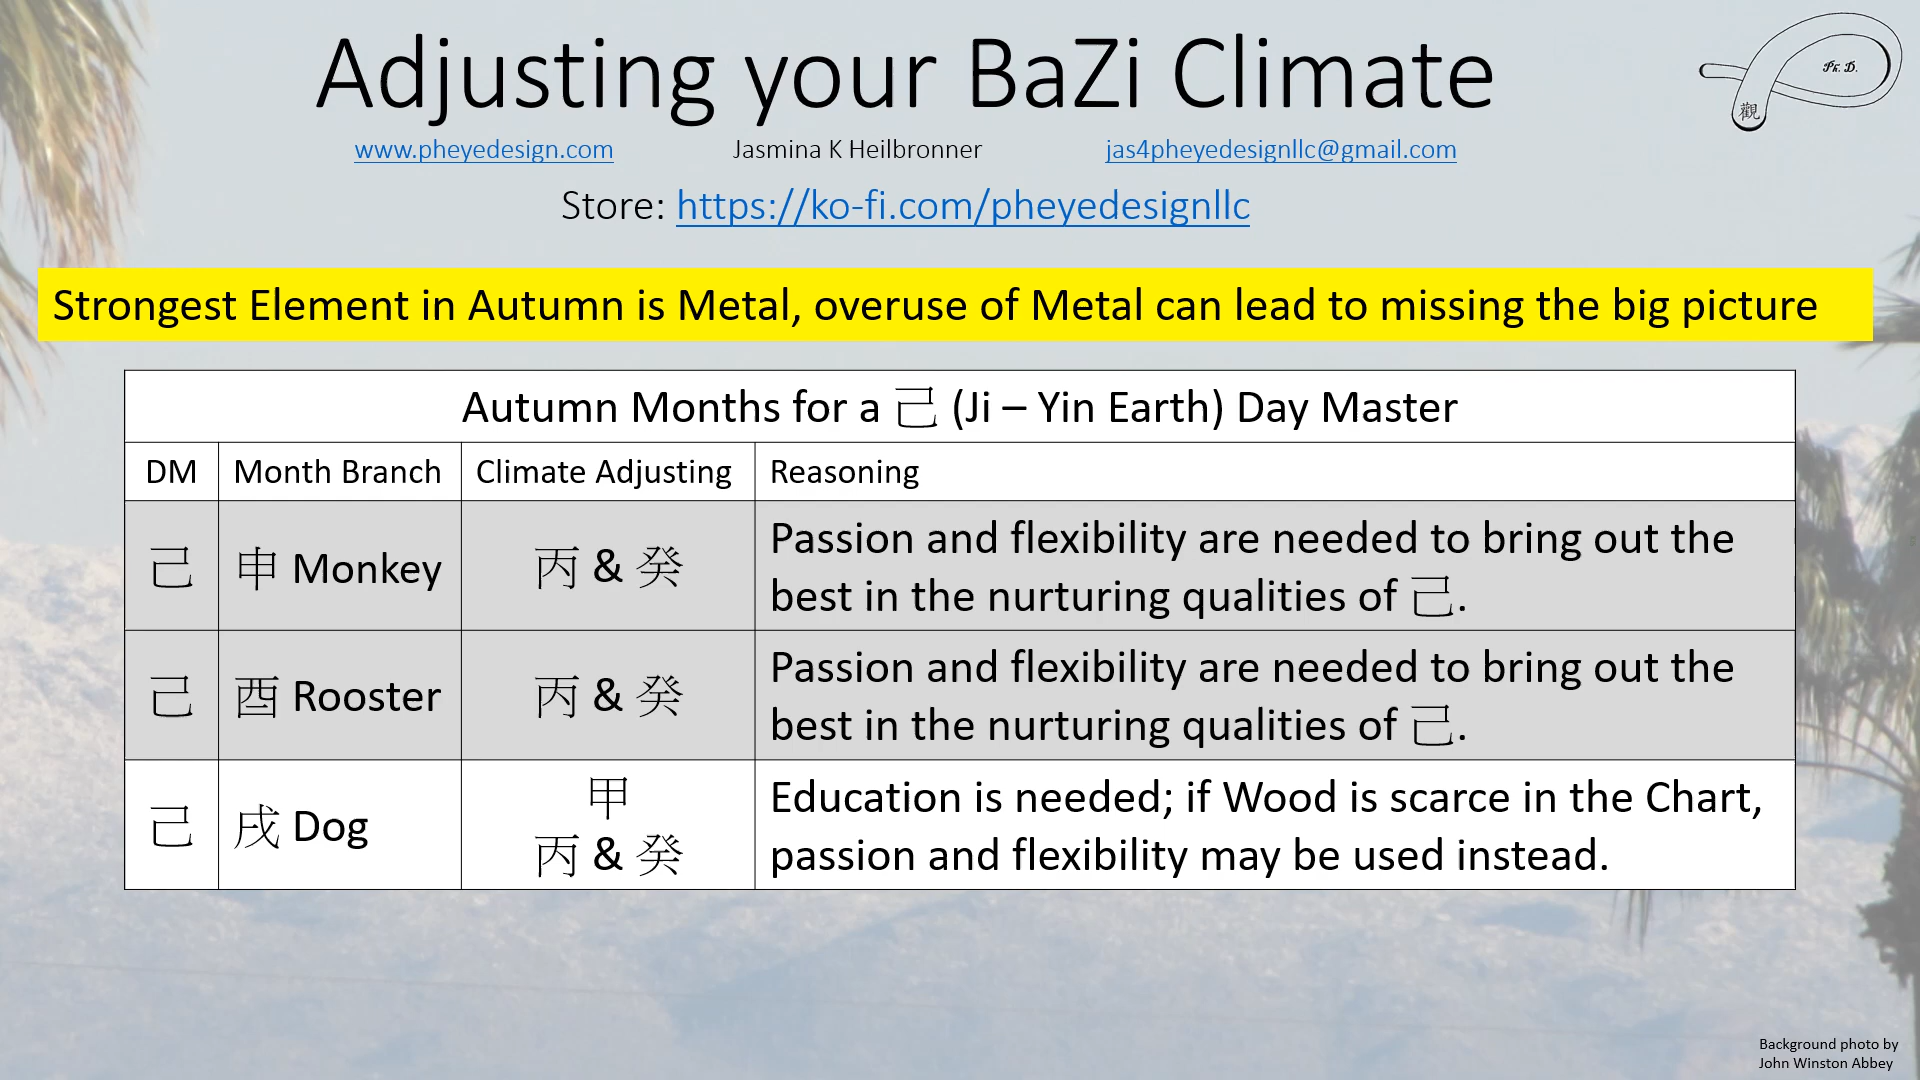 Adjusting your BaZi Climate
Ph. D.
觀
www.pheyedesign.com Jasmina K Heilbronner jas4pheyedesignllc@gmail.com
Store: https://ko-fi.com/pheyedesignllc
Strongest Element in Autumn is Metal, overuse of Metal can lead to missing the big picture
Autumn Months for a 己 (Ji – Yin Earth) Day Master
DM Month Branch Climate Adjusting Reasoning
己 申 Monkey 丙 & 癸 Passion and flexibility are needed to bring out the
best in the nurturing qualities of 己.
己 酉 Rooster 丙 & 癸 Passion and flexibility are needed to bring out the
best in the nurturing qualities of 己.
己 戌 Dog 甲 Education is needed; if Wood is scarce in the Chart,
丙 & 癸 passion and flexibility may be used instead.
Background photo by
John Winston Abbey